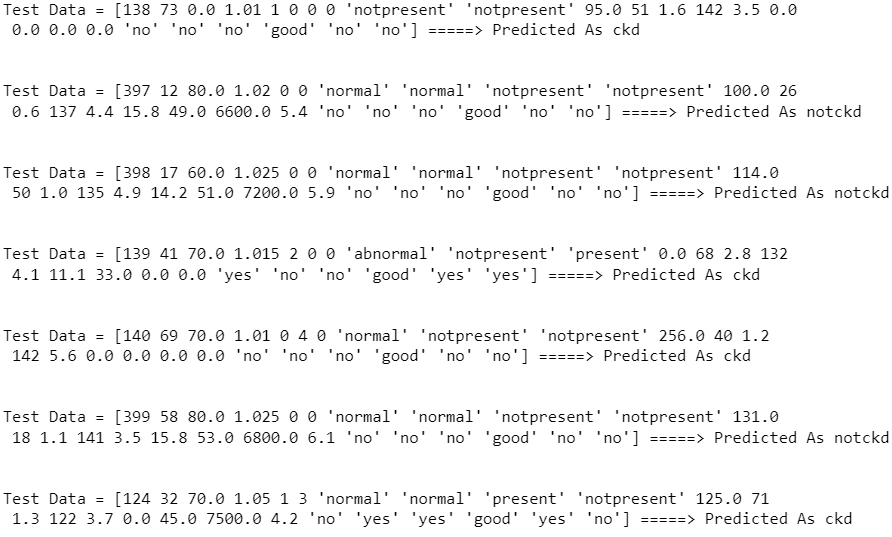 Test Data = [138 73 0.0 1.01 1 0 0 0 'notpresent' 'notpresent' 95.0 51 1.6 142 3.5 0.0
0.0 0.0 0.0 'no' 'no' 'no' 'good' 'no' 'no'] =====> Predicted As ckd
Test Data = [397 12 80.0 1.02 0 0 'normal' 'normal' 'notpresent' 'notpresent' 100.0 26
0.6 137 4.4 15.8 49.0 6600.0 5.4 'no' 'no' 'no' 'good' 'no' 'no'] =====> Predicted As notckd
Test Data = [398 17 60.0 1.025 0 0 'normal' 'normal' 'notpresent' 'notpresent' 114.0
50 1.0 135 4.9 14.2 51.0 7200.0 5.9 'no' 'no' 'no' 'good' 'no' 'no'] =====> Predicted As notckd
Test Data = [139 41 70.0 1.015 2 0 0 'abnormal' 'notpresent' 'present' 0.0 68 2.8 132
4.1 11.1 33.0 0.0 0.0 'yes' 'no' 'no' 'good' 'yes' 'yes'] =====> Predicted As ckd
Test Data = [140 69 70.0 1.01 0 4 0 'normal' 'notpresent' 'notpresent' 256.0 40 1.2
142 5.6 0.0 0.0 0.0 0.0 'no' 'no' 'no' 'good' 'no' 'no'] =====> Predicted As ckd
Test Data = [399 58 80.0 1.025 0 0 'normal' 'normal' 'notpresent' 'notpresent' 131.0
18 1.1 141 3.5 15.8 53.0 6800.0 6.1 'no' 'no' 'no' 'good' 'no' 'no'] =====> Predicted As notckd
Test Data = [124 32 70.0 1.05 1 3 'normal' 'normal' 'present' 'notpresent' 125.0 71
1.3 122 3.7 0.0 45.0 7500.0 4.2 'no' 'yes' 'yes' 'good' 'yes' 'no'] =====> Predicted As ckd